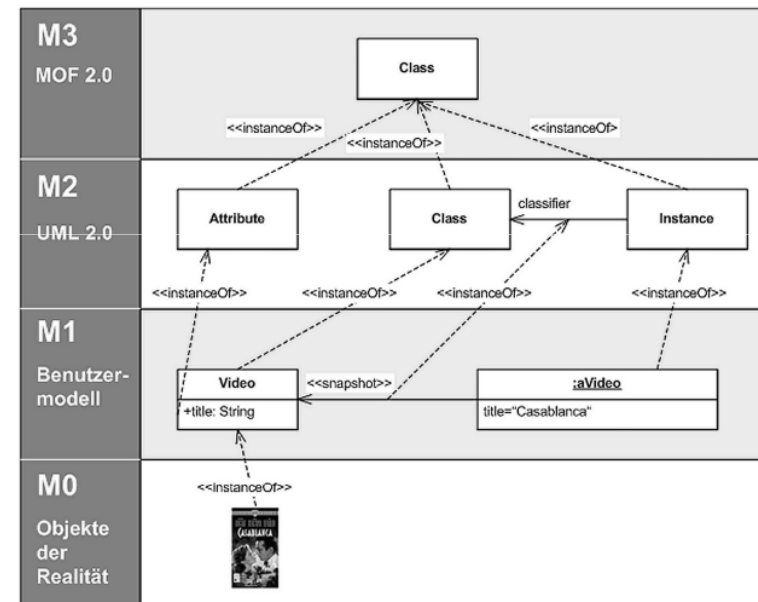 M3
MOF 2.0
Class
<<instanceOf>>
<<instanceOf>>
<<instanceOf>
M2
UML 2.0
Attribute
Class
classifier
Instance
<<instanceOf>>
<<instanceOf>>
<<instanceOf>>
<<instanceOf>>
M1
Benutzer-
modell
Video
+title: String
<<snapshot>>
:aVideo
title="Casablanca"
M0
Objekte
der
Realität
<<instanceOf>>
CASABLANCA